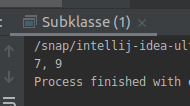 Subklasse (1)
/snap/intellij-idea-ul
7, 9
Process finished with